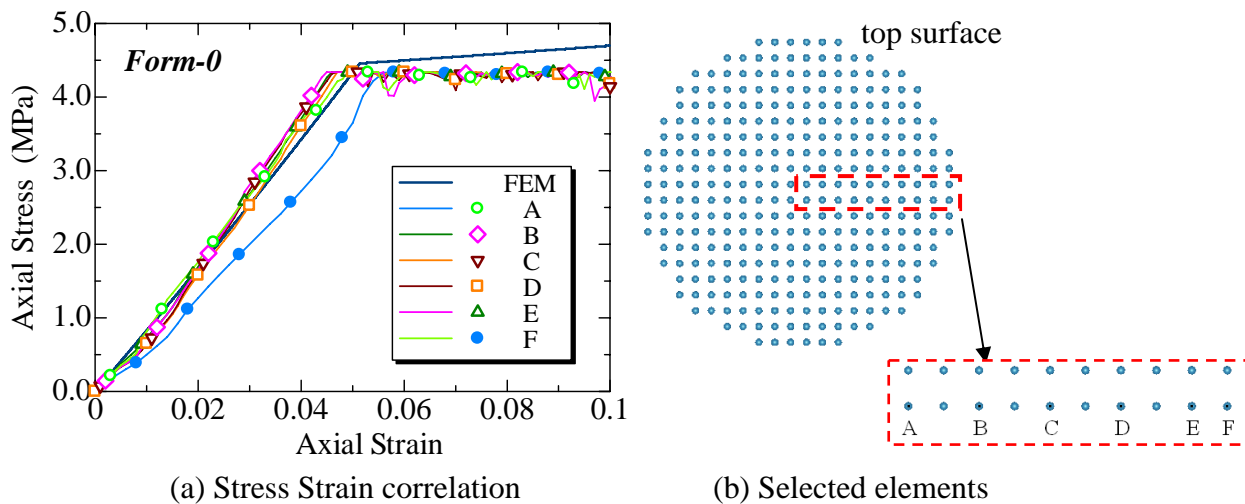 Form-0
5.0
4.0
3.0
2.0
1.0
0.0
Axial Stress (MPa)
0
0.02
0.04
0.06
0.08
0.1
Axial Strain
FEM
A
B
C
D
E
F
(a) Stress Strain correlation
top surface
A B C D E F
(b) Selected elements